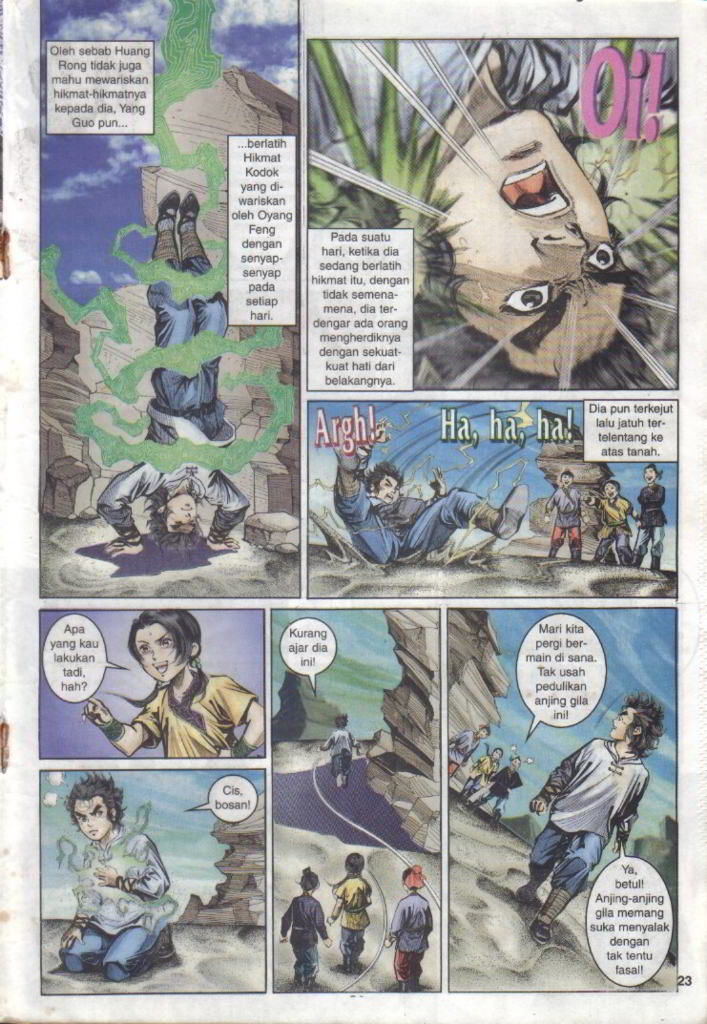 Oleh sebab Huang
Rong tidak juga
mahu mewariskan
hikmat-hikmatnya
kepada dia, Yang
Guo pun...
...berlatih
Hikmat
Kodok
yang di-
wariskan
oleh Oyang
Feng
dengan
senyap-
senyap
pada
setiap
hari.
Oi!
Pada suatu
hari, ketika dia
sedang berlatih
hikmat itu, dengan
tidak semena-
mena, dia ter-
dengar ada orang
mengherdiknya
dengan sekuat-
kuat hati dari
belakangnya.
Argh!
Ha, ha, ha!
Dia pun terkejut
lalu jatuh ter-
telentang ke
atas tanah.
Apa
yang kau
lakukan
tadi,
hah?
Cis,
bosan!
Kurang
ajar dia
ini!
Mari kita
pergi ber-
main di sana.
Tak usah
pedulikan
anjing gila
ini!
Ya,
betul!
Anjing-anjing
gila memang
suka menyalak
dengan
tak tentu
fasal!
23